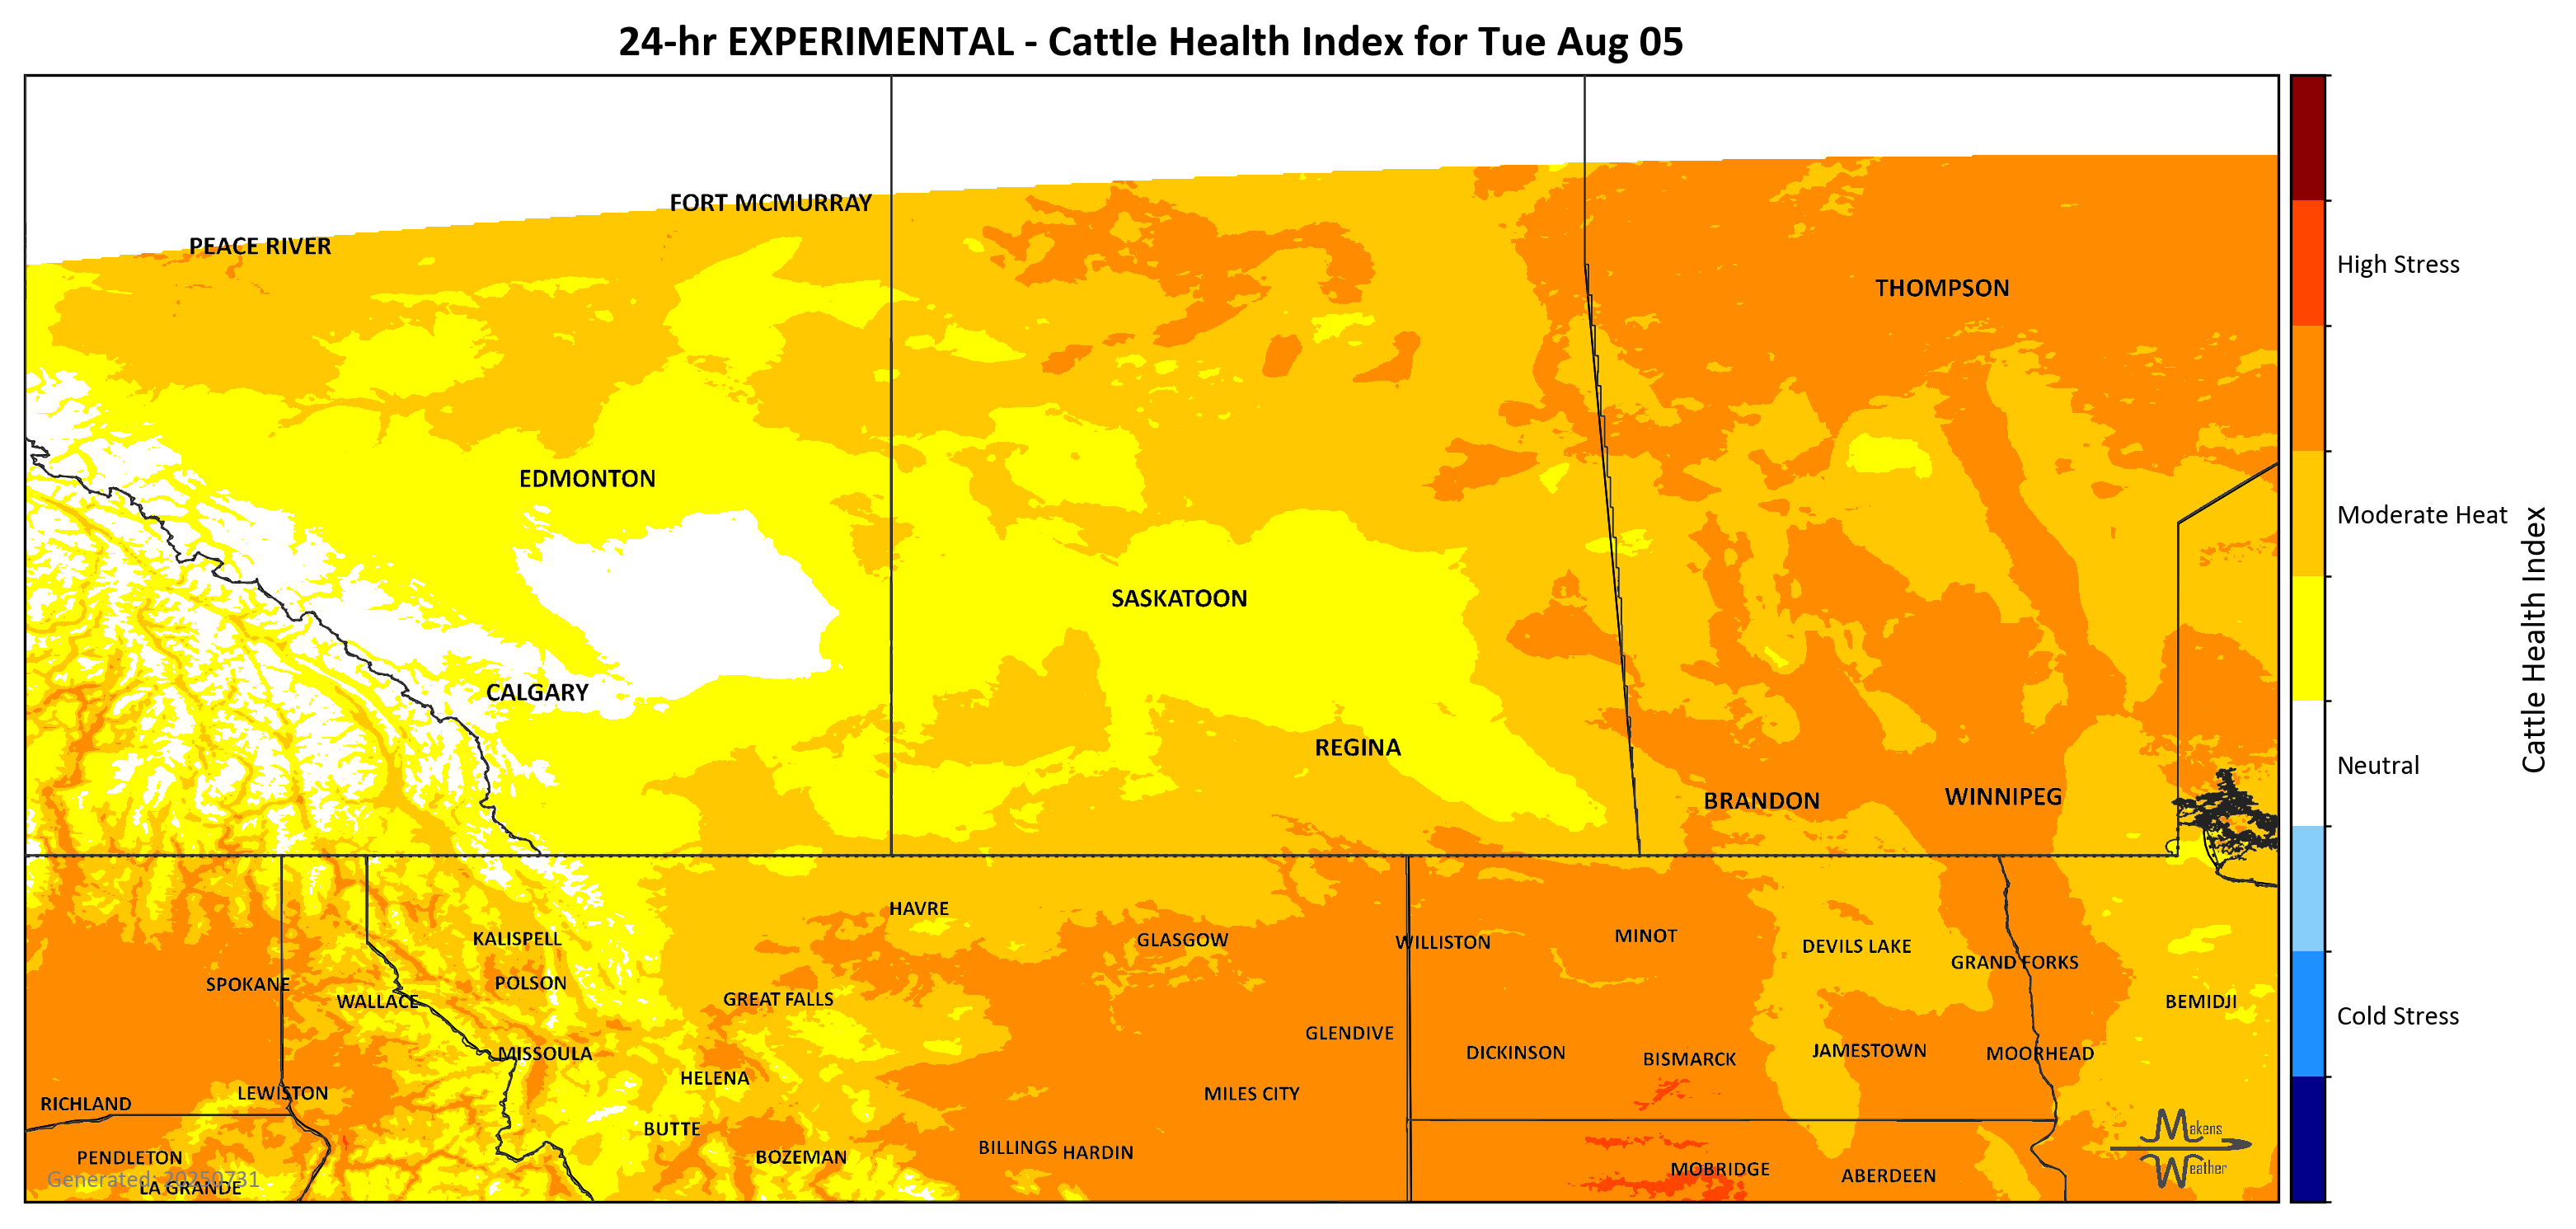 24-hr EXPERIMENTAL - Cattle Health Index for Tue Aug 05
FORT MCMURRAY
PEACE RIVER
THOMPSON
EDMONTON
SASKATOON
CALGARY
REGINA
BRANDON
WINNIPEG
HAVRE
KALISPELL
GLASGOW
WILLISTON
MINOT
DEVILS LAKE
GRAND FORKS
SPOKANE
POLSON
WALLACE
GREAT FALLS
BEMIDJI
GLENDIVE
MISSOULA
DICKINSON
BISMARCK
JAMESTOWN
MOORHEAD
HELENA
LEWISTON
MILES CITY
RICHLAND
BUTTE
BILLINGS
HARDIN
PENDLETON
BOZEMAN
MOBRIDGE
ABERDEEN
LA GRANDE
Generated: 20250731
Makens
Weather
High Stress
Moderate Heat
Neutral
Cold Stress
Cattle Health Index